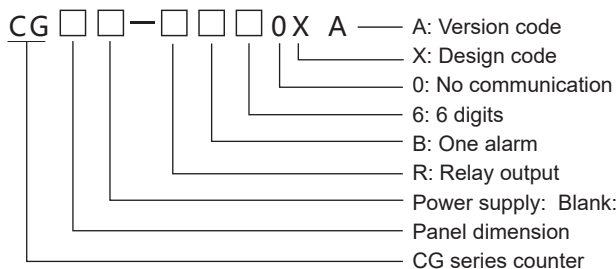 CG□□-□□□0X A
A: Version code
X: Design code
0: No communication
6: 6 digits
B: One alarm
R: Relay output
Power supply: Blank:
Panel dimension
CG series counter